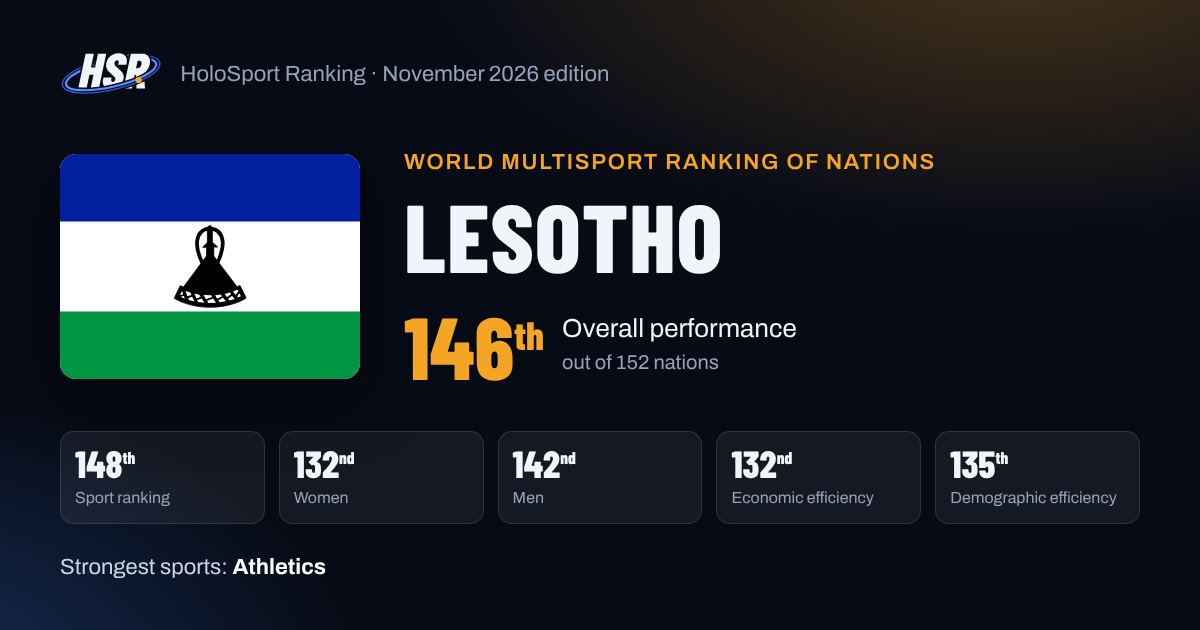 HSR
HoloSport Ranking · November 2026 edition
WORLD MULTISPORT RANKING OF NATIONS
LESOTHO
146th
Overall performance
out of 152 nations
148th
Sport ranking
132nd
Women
142nd
Men
132nd
Economic efficiency
135th
Demographic efficiency
Strongest sports: Athletics